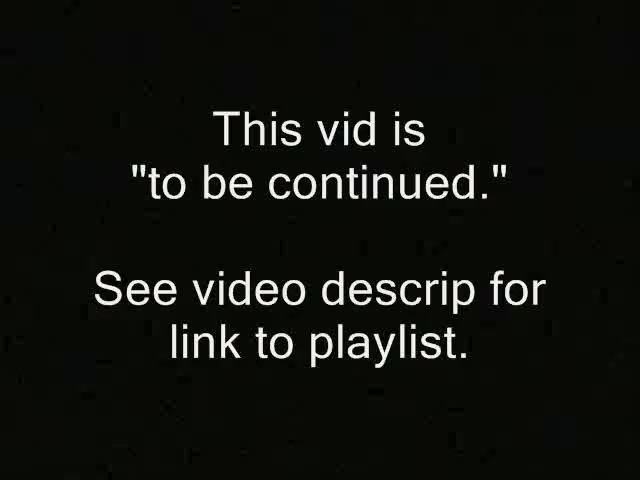 This vid is
"to be continued."
See video descrip for
link to playlist.